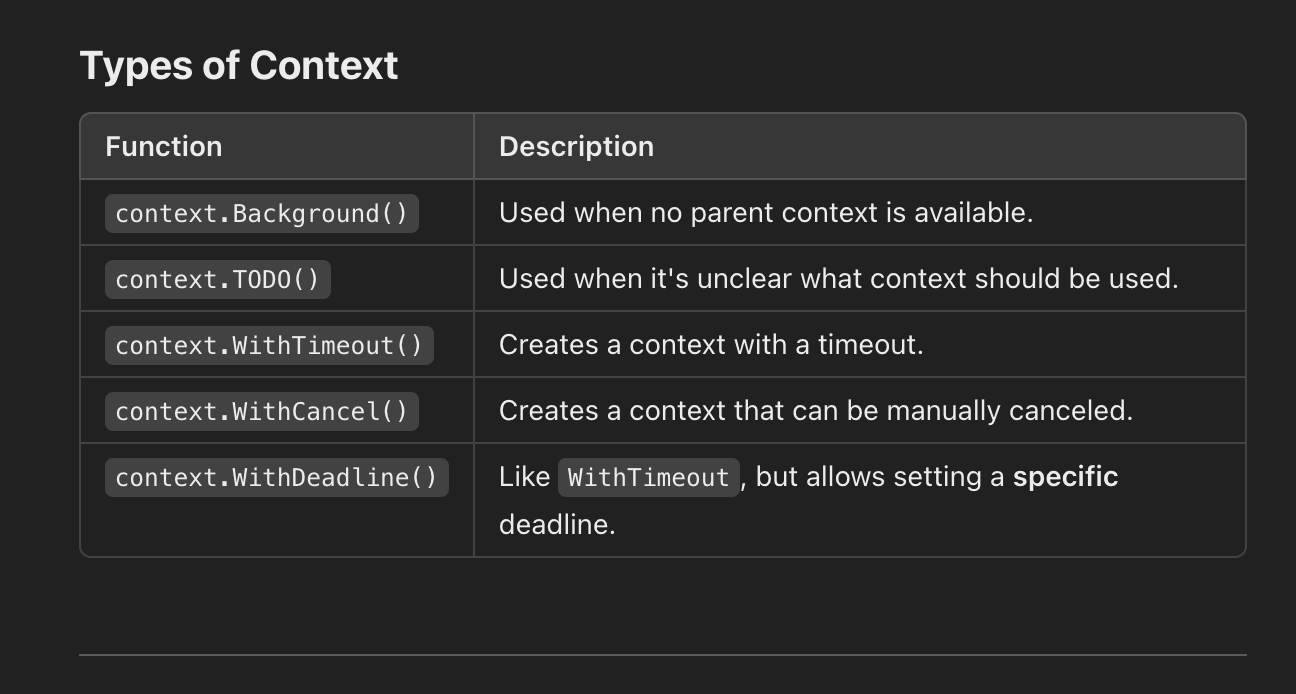 Types of Context
Function Description
context.Background() Used when no parent context is available.
context.TODO() Used when it's unclear what context should be used.
context.WithTimeout() Creates a context with a timeout.
context.WithCancel() Creates a context that can be manually canceled.
context.WithDeadline() Like WithTimeout, but allows setting a specific
deadline.